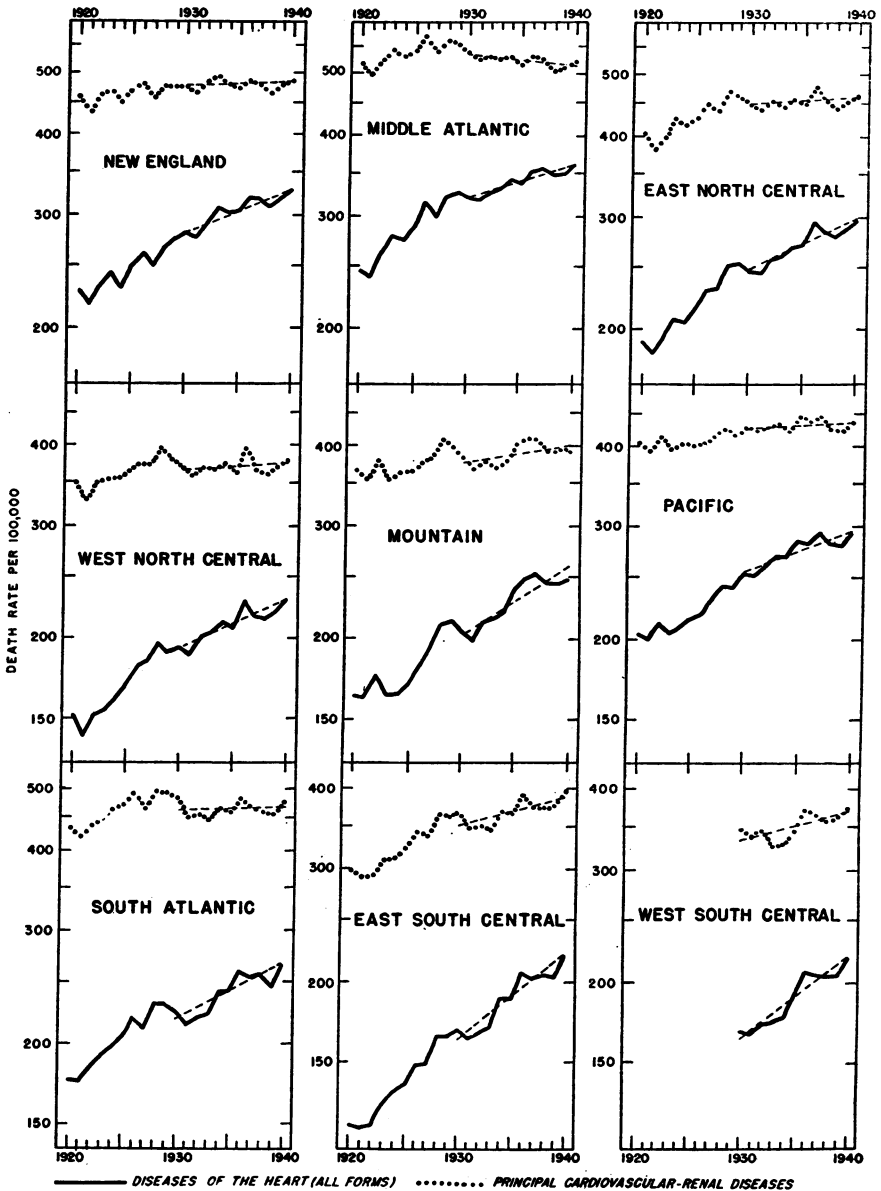 1920 1930 1940 1920 1930 1940 1920 1930 1940
500 500 500
400 400 400
NEW ENGLAND MIDDLE ATLANTIC EAST NORTH CENTRAL
300 300 300
200 200 200
DEATH RATE PER 100,000
400 400 400
300 300 300
WEST NORTH CENTRAL MOUNTAIN PACIFIC
200 200 200
150 150 150
500 400 400
400 300 300
SOUTH ATLANTIC EAST SOUTH CENTRAL WEST SOUTH CENTRAL
300 200 200
200 150 150
150
1920 1930 1940 1920 1930 1940 1920 1930 1940
DISEASES OF THE HEART (ALL FORMS) PRINCIPAL CARDIOVASCULAR-RENAL DISEASES